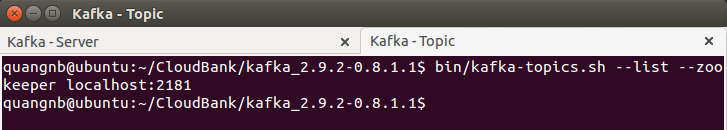 Kafka - Topic
Kafka - Server
Kafka - Topic
quangnb@ubuntu:~/CloudBank/kafka_2.9.2-0.8.1.1$ bin/kafka-topics.sh --list --zoo
keeper localhost:2181
quangnb@ubuntu:~/CloudBank/kafka_2.9.2-0.8.1.1$